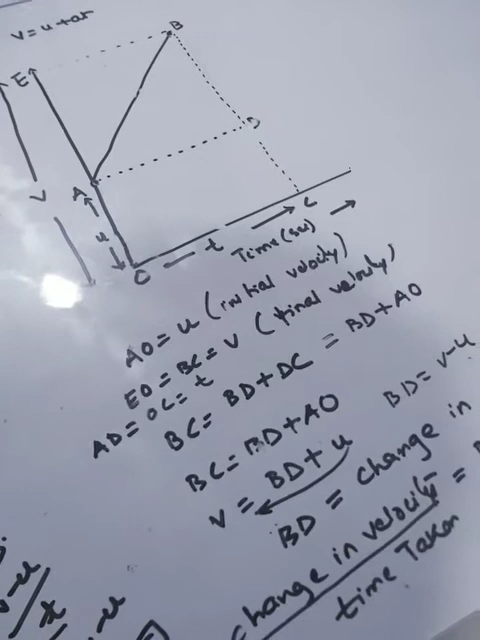 V = u + at
B
E
D
A
V
u
C
t
O
Time (sec)
AO = u (initial velocity)
EO = BC = V (final velocity)
AD = OC = t
BC = BD + DC = BD + AO
BC = BD + AO
BD = V - u
V = BD + u
BD = change in
change in velocity =
time Taken
-u
t
-u